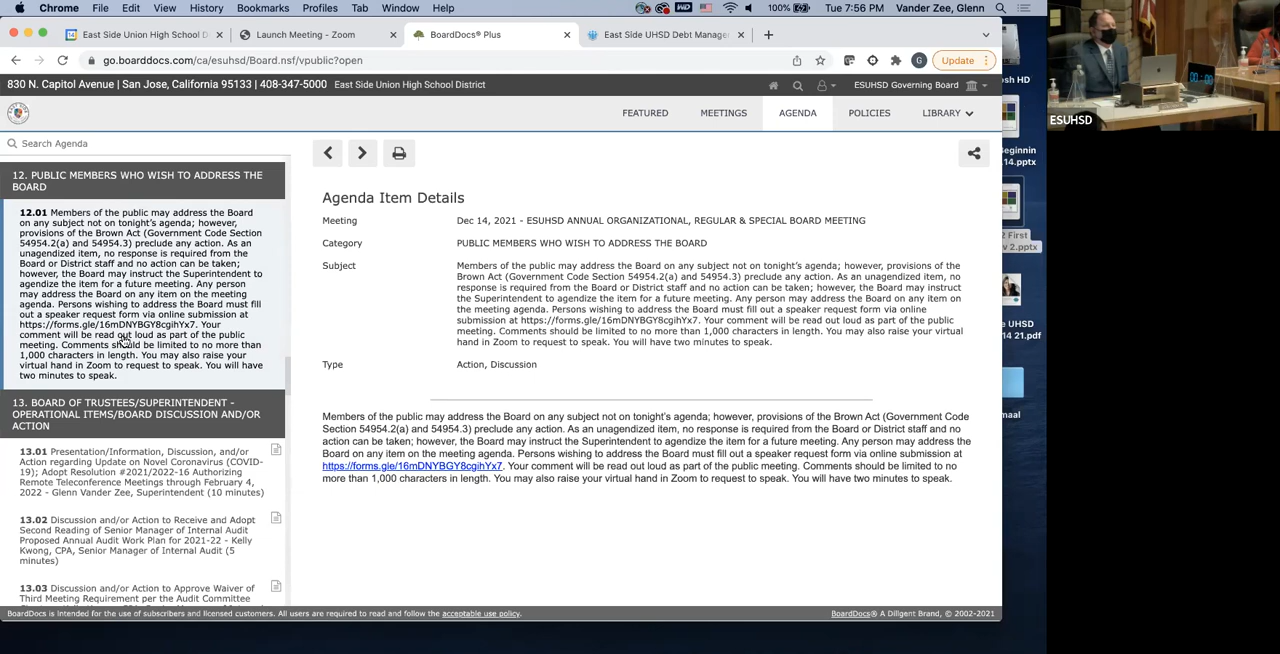 Chrome File Edit View History Bookmarks Profiles Tab Window Help
100% Tue 7:56 PM Vander Zee, Glenn
East Side Union High School D
Launch Meeting - Zoom
BoardDocs® Plus
East Side UHSD Debt Manager
go.boarddocs.com/ca/esuhsd/Board.nsf/vpublic?open
G
Update
830 N. Capitol Avenue | San Jose, California 95133 | 408-347-5000 East Side Union High School District
ESUHSD Governing Board
FEATURED MEETINGS AGENDA POLICIES LIBRARY
Search Agenda
12. PUBLIC MEMBERS WHO WISH TO ADDRESS THE
BOARD
12.01 Members of the public may address the Board
on any subject not on tonight's agenda; however,
provisions of the Brown Act (Government Code Section
54954.2(a) and 54954.3) preclude any action. As an
unagendized item, no response is required from the
Board or District staff and no action can be taken;
however, the Board may instruct the Superintendent to
agendize the item for a future meeting. Any person
may address the Board on any item on the meeting
agenda. Persons wishing to address the Board must fill
out a speaker request form via online submission at
https://forms.gle/16mDNYBGY8cgihYx7. Your
comment will be read out loud as part of the public
meeting. Comments should be limited to no more than
1,000 characters in length. You may also raise your
virtual hand in Zoom to request to speak. You will have
two minutes to speak.
13. BOARD OF TRUSTEES/SUPERINTENDENT -
OPERATIONAL ITEMS/BOARD DISCUSSION AND/OR
ACTION
13.01 Presentation/Information, Discussion, and/or
Action regarding Update on Novel Coronavirus (COVID-
19); Adopt Resolution #2021/2022-16 Authorizing
Remote Teleconference Meetings through February 4,
2022 - Glenn Vander Zee, Superintendent (10 minutes)
13.02 Discussion and/or Action to Receive and Adopt
Second Reading of Senior Manager of Internal Audit
Proposed Annual Audit Work Plan for 2021-22 - Kelly
Kwong, CPA, Senior Manager of Internal Audit (5
minutes)
13.03 Discussion and/or Action to Approve Waiver of
Third Meeting Requirement per the Audit Committee
Agenda Item Details
Meeting Dec 14, 2021 - ESUHSD ANNUAL ORGANIZATIONAL, REGULAR & SPECIAL BOARD MEETING
Category PUBLIC MEMBERS WHO WISH TO ADDRESS THE BOARD
Subject Members of the public may address the Board on any subject not on tonight's agenda; however, provisions of the
Brown Act (Government Code Section 54954.2(a) and 54954.3) preclude any action. As an unagendized item, no
response is required from the Board or District staff and no action can be taken; however, the Board may instruct
the Superintendent to agendize the item for a future meeting. Any person may address the Board on any item on
the meeting agenda. Persons wishing to address the Board must fill out a speaker request form via online
submission at https://forms.gle/16mDNYBGY8cgihYx7. Your comment will be read out loud as part of the public
meeting. Comments should be limited to no more than 1,000 characters in length. You may also raise your virtual
hand in Zoom to request to speak. You will have two minutes to speak.
Type Action, Discussion
Members of the public may address the Board on any subject not on tonight's agenda; however, provisions of the Brown Act (Government Code
Section 54954.2(a) and 54954.3) preclude any action. As an unagendized item, no response is required from the Board or District staff and no
action can be taken; however, the Board may instruct the Superintendent to agendize the item for a future meeting. Any person may address the
Board on any item on the meeting agenda. Persons wishing to address the Board must fill out a speaker request form via online submission at
https://forms.gle/16mDNYBGY8cgihYx7. Your comment will be read out loud as part of the public meeting. Comments should be limited to no
more than 1,000 characters in length. You may also raise your virtual hand in Zoom to request to speak. You will have two minutes to speak.
BoardDocs is intended for the use of subscribers and licensed customers. All users are required to read and follow the acceptable use policy.
BoardDocs® A Diligent Brand, © 2002-2021
osh HD
Beginnin
14.pptx
2 First
v 2.pptx
e UHSD
14 21.pdf
maal
00:00
ESUHSD